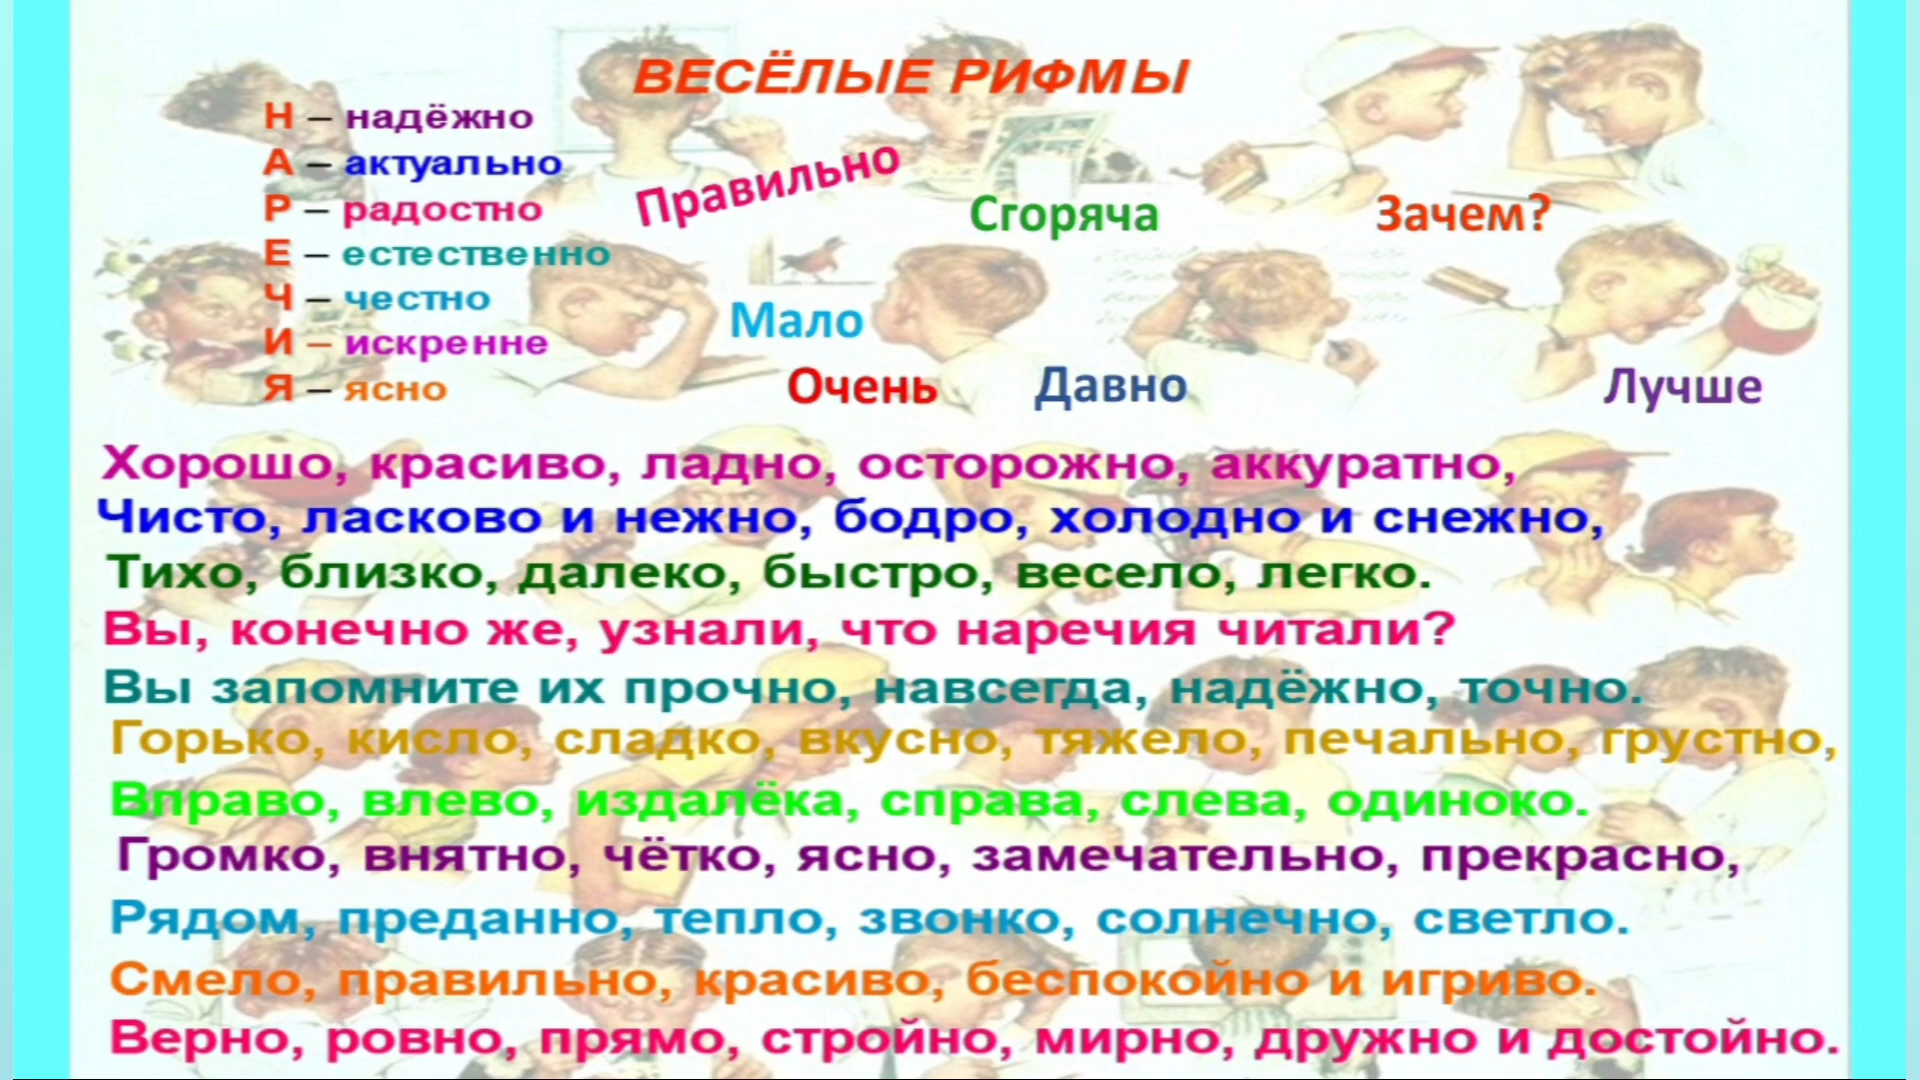 ВЕСЁЛЫЕ РИФМЫ
Н – надёжно
А – актуально
Р – радостно
Е – естественно
Ч – честно
И – искренне
Я – ясно
Правильно
Сгоряча
Зачем?
Мало
Очень
Давно
Лучше
Хорошо, красиво, ладно, осторожно, аккуратно,
Чисто, ласково и нежно, бодро, холодно и снежно,
Тихо, близко, далеко, быстро, весело, легко.
Вы, конечно же, узнали, что наречия читали?
Вы запомните их прочно, навсегда, надёжно, точно.
Горько, кисло, сладко, вкусно, тяжело, печально, грустно,
Вправо, влево, издалёка, справа, слева, одиноко.
Громко, внятно, чётко, ясно, замечательно, прекрасно,
Рядом, преданно, тепло, звонко, солнечно, светло.
Смело, правильно, красиво, беспокойно и игриво.
Верно, ровно, прямо, стройно, мирно, дружно и достойно.